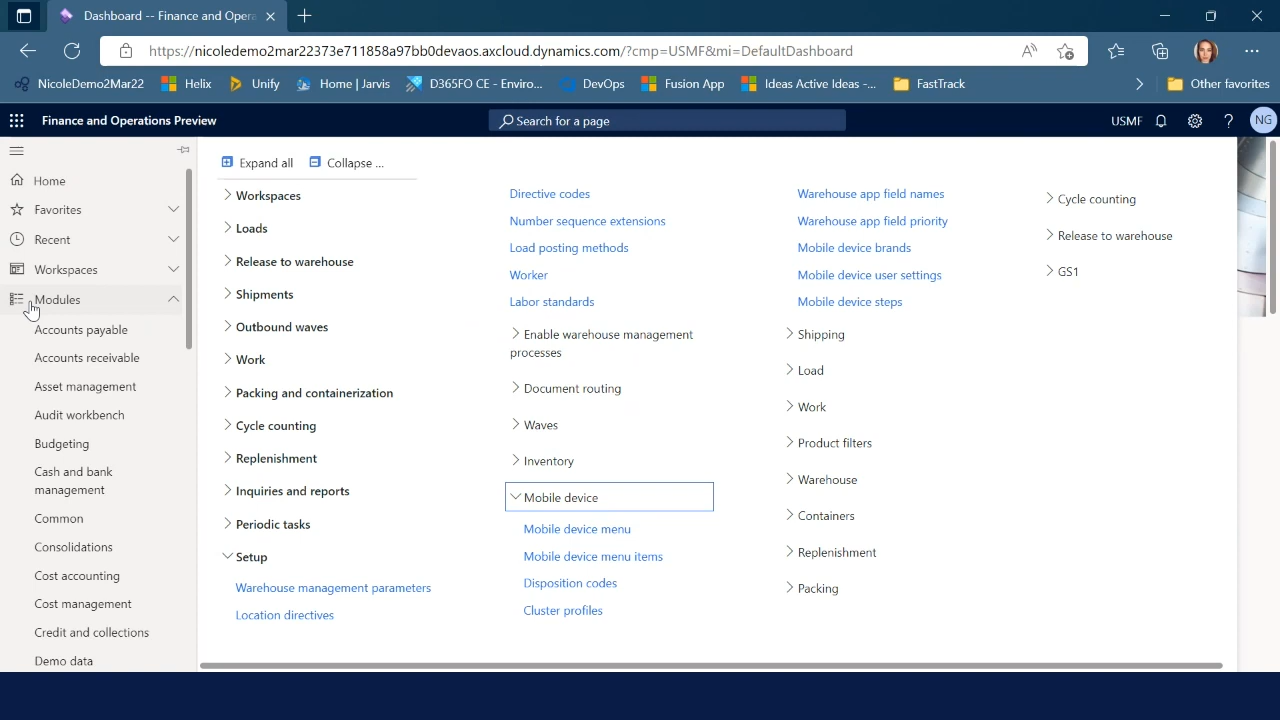 Dashboard -- Finance and Opera
https://nicoledemo2mar22373e711858a97bb0devaos.axcloud.dynamics.com/?cmp=USMF&mi=DefaultDashboard
NicoleDemo2Mar22 Helix Unify Home | Jarvis D365FO CE - Enviro... DevOps Fusion App Ideas Active Ideas -... FastTrack Other favorites
Finance and Operations Preview Search for a page USMF ? NG
Home
Favorites
Recent
Workspaces
Modules
Accounts payable
Accounts receivable
Asset management
Audit workbench
Budgeting
Cash and bank
management
Common
Consolidations
Cost accounting
Cost management
Credit and collections
Demo data
Expand all Collapse ...
Workspaces
Loads
Release to warehouse
Shipments
Outbound waves
Work
Packing and containerization
Cycle counting
Replenishment
Inquiries and reports
Periodic tasks
Setup
Warehouse management parameters
Location directives
Directive codes
Number sequence extensions
Load posting methods
Worker
Labor standards
Enable warehouse management
processes
Document routing
Waves
Inventory
Mobile device
Mobile device menu
Mobile device menu items
Disposition codes
Cluster profiles
Warehouse app field names
Warehouse app field priority
Mobile device brands
Mobile device user settings
Mobile device steps
Shipping
Load
Work
Product filters
Warehouse
Containers
Replenishment
Packing
Cycle counting
Release to warehouse
GS1